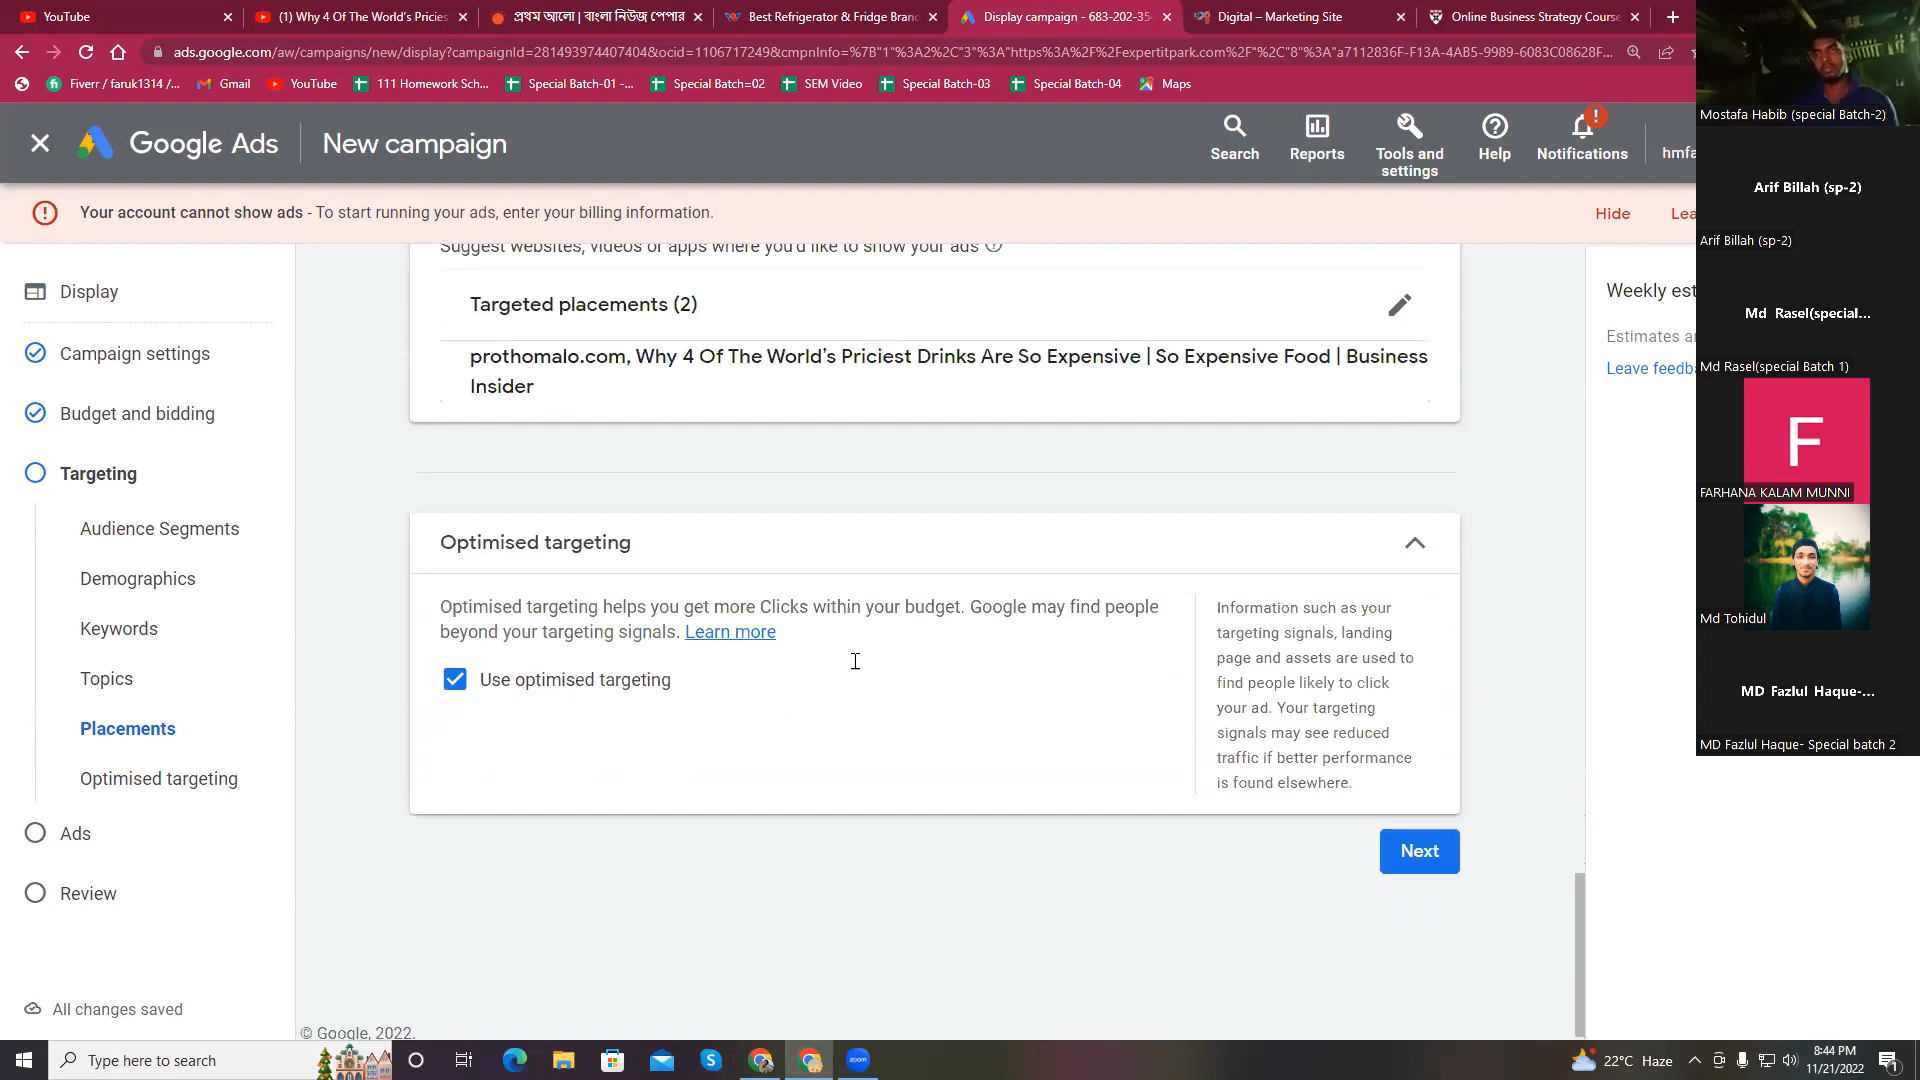 YouTube
(1) Why 4 Of The World's Pricies
প্রথম আলো | বাংলা নিউজ পেপার
Best Refrigerator & Fridge Bran
Display campaign - 683-202-35
Digital – Marketing Site
Online Business Strategy Course
ads.google.com/aw/campaigns/new/display?campaignId=281493974407404&ocid=1106717249&cmpnInfo=%7B"1"%3A2%2C"3"%3A"https%3A%2F%2Fexpertitpark.com%2F"%2C"8"%3A"a7112836F-F13A-4AB5-9989-6083C08628F...
Fiverr / faruk1314 /...
Gmail
YouTube
111 Homework Sch...
Special Batch-01 -...
Special Batch=02
SEM Video
Special Batch-03
Special Batch-04
Maps
Google Ads
New campaign
Search
Reports
Tools and
settings
Help
Notifications
hmfa
Your account cannot show ads - To start running your ads, enter your billing information.
Hide
Lea
Display
Campaign settings
Budget and bidding
Targeting
Audience Segments
Demographics
Keywords
Topics
Placements
Optimised targeting
Ads
Review
All changes saved
Suggest websites, videos or apps where you'd like to show your ads
Targeted placements (2)
prothomalo.com, Why 4 Of The World's Priciest Drinks Are So Expensive | So Expensive Food | Business
Insider
Optimised targeting
Optimised targeting helps you get more Clicks within your budget. Google may find people
beyond your targeting signals. Learn more
Use optimised targeting
Information such as your
targeting signals, landing
page and assets are used to
find people likely to click
your ad. Your targeting
signals may see reduced
traffic if better performance
is found elsewhere.
Next
© Google, 2022.
Weekly est
Estimates a
Leave feedb
Mostafa Habib (special Batch-2)
Arif Billah (sp-2)
Arif Billah (sp-2)
Md Rasel(special...
Md Rasel(special Batch 1)
F
FARHANA KALAM MUNNI
Md Tohidul
MD Fazlul Haque-...
MD Fazlul Haque- Special batch 2
Type here to search
zoom
22°C Haze
8:44 PM
11/21/2022
1